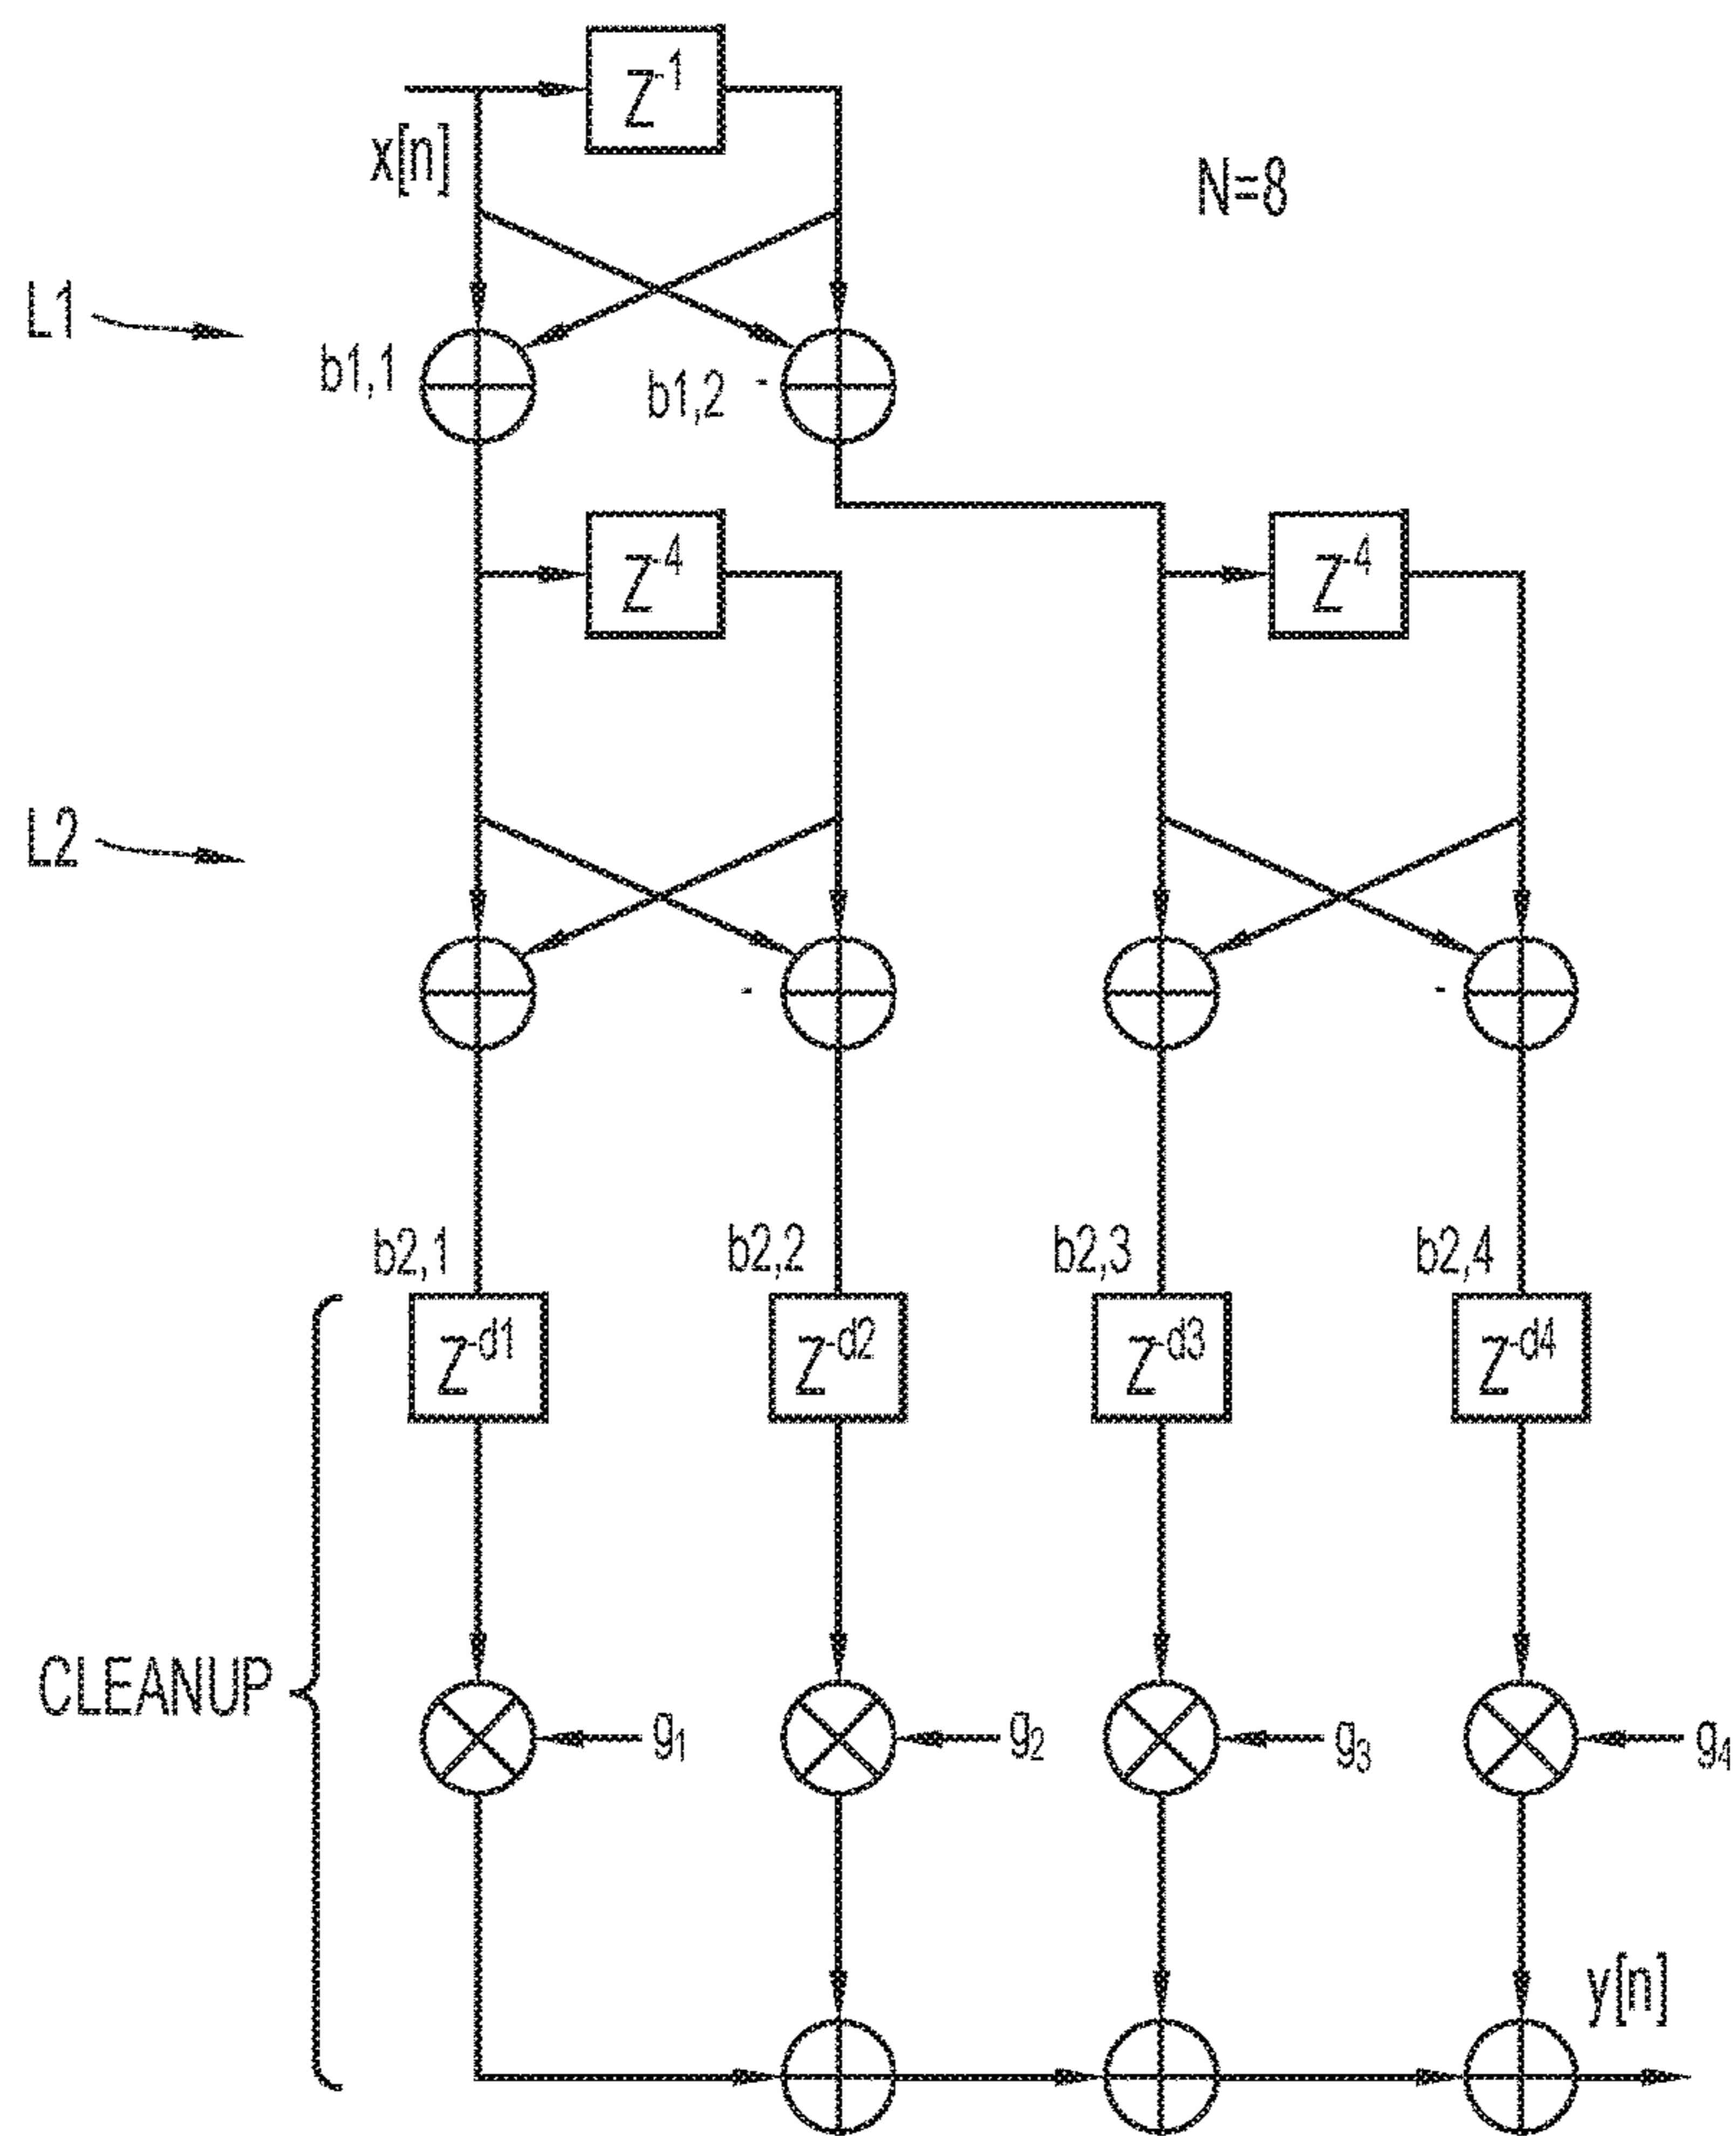 Z-1
x[n]
N=8
L1
b1,1
b1,2 -
Z-4
Z-4
L2
-
-
b2,1
b2,2
b2,3
b2,4
Z-d1
Z-d2
Z-d3
Z-d4
CLEANUP
g1
g2
g3
g4
y[n]